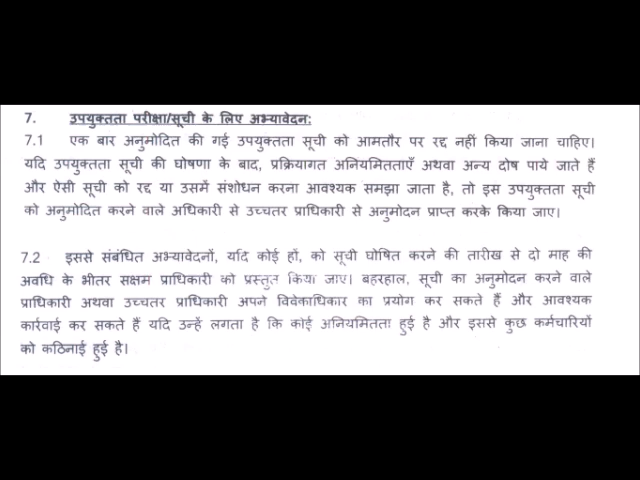 7. उपयुक्तता परीक्षा/सूची के लिए अभ्यावेदन:
7.1 एक बार अनुमोदित की गई उपयुक्तता सूची को आमतौर पर रद्द नहीं किया जाना चाहिए।
यदि उपयुक्तता सूची की घोषणा के बाद, प्रक्रियागत अनियमितताएँ अथवा अन्य दोष पाये जाते हैं
और ऐसी सूची को रद्द या उसमें संशोधन करना आवश्यक समझा जाता है, तो इस उपयुक्तता सूची
को अनुमोदित करने वाले अधिकारी से उच्चतर प्राधिकारी से अनुमोदन प्राप्त करके किया जाए।
7.2 इससे संबंधित अभ्यावेदनों, यदि कोई हों, को सूची घोषित करने की तारीख से दो माह की
अवधि के भीतर सक्षम प्राधिकारी को प्रस्तुत किया जाए। बहरहाल, सूची का अनुमोदन करने वाले
प्राधिकारी अथवा उच्चतर प्राधिकारी अपने विवेकाधिकार का प्रयोग कर सकते हैं और आवश्यक
कार्रवाई कर सकते हैं यदि उन्हें लगता है कि कोई अनियमितता हुई है और इससे कुछ कर्मचारियों
को कठिनाई हुई है।